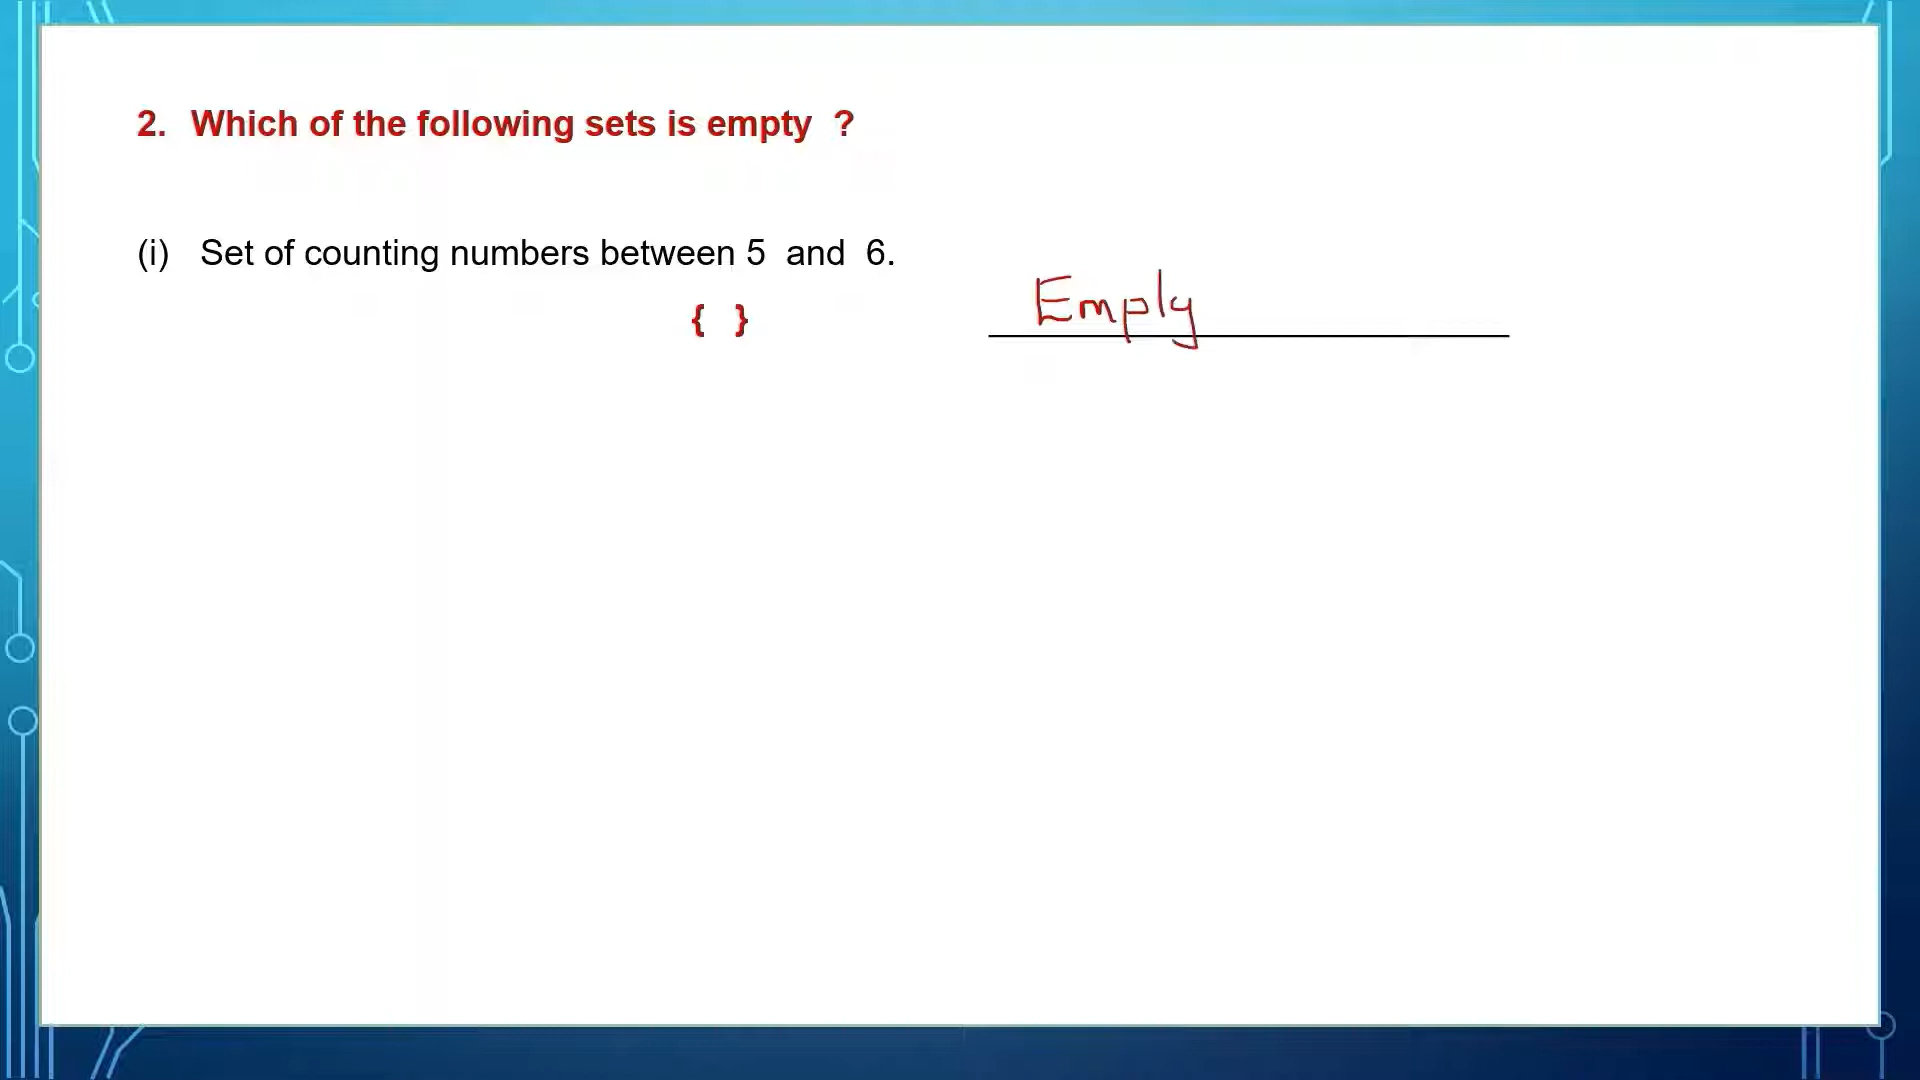 2. Which of the following sets is empty ?
(i) Set of counting numbers between 5 and 6.
{ }
Emply